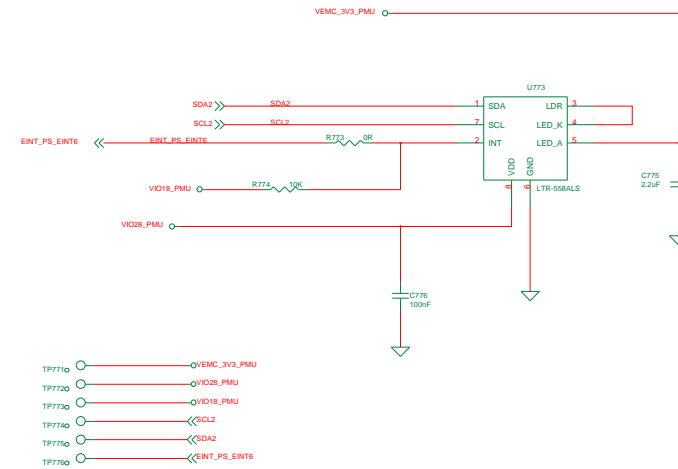 VEMC_3V3_PMU
U773
SDA2 SDA2 1 SDA LDR 3
SCL2 SCL2 7 SCL LED_K 4
EINT_PS_EINT6 EINT_PS_EINT6 R773 0R 2 INT LED_A 5
VDD GND
C775
2.2uF
VIO18_PMU R774 10K 8 6 LTR-558ALS
VIO28_PMU
C776
100nF
TP771 VEMC_3V3_PMU
TP772 VIO28_PMU
TP773 VIO18_PMU
TP774 SCL2
TP775 SDA2
TP776 EINT_PS_EINT6